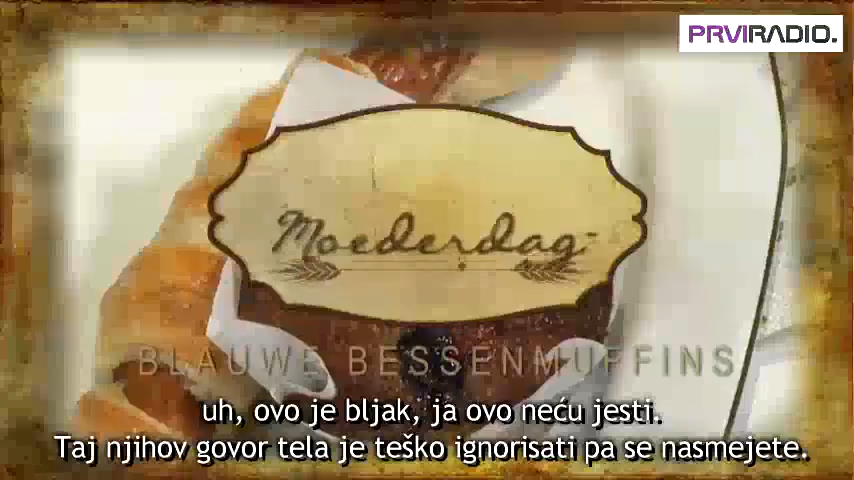 PRVIRADIO.
Moederdag
BLAUWE BESSENMUFFINS
uh, ovo je bljak, ja ovo neću jesti.
Taj njihov govor tela je teško ignorisati pa se nasmejete.